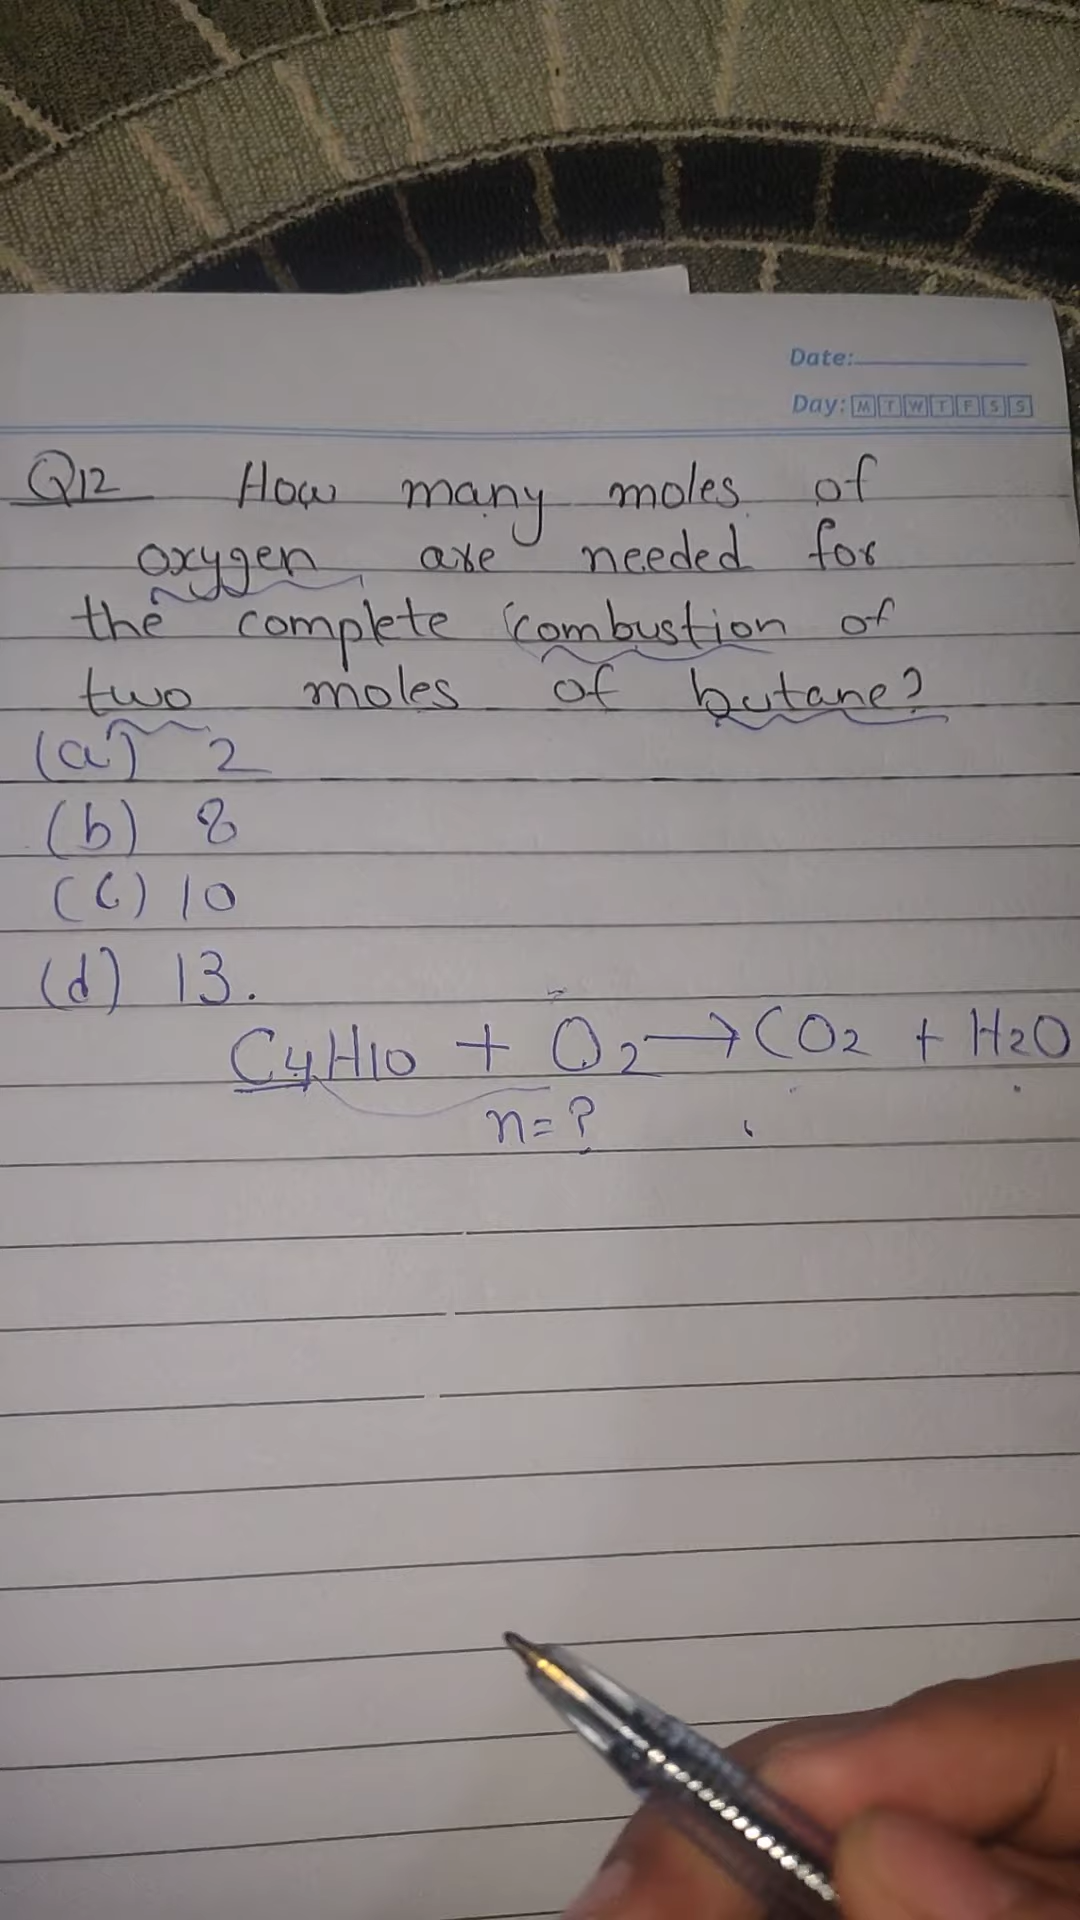 Date:
Day: M T W T F S S
Q12 How many moles of
oxygen are needed for
the complete combustion of
two moles of butane?
(a) 2
(b) 8
(c) 10
(d) 13.
C4H10 + O2 → CO2 + H2O
n=?